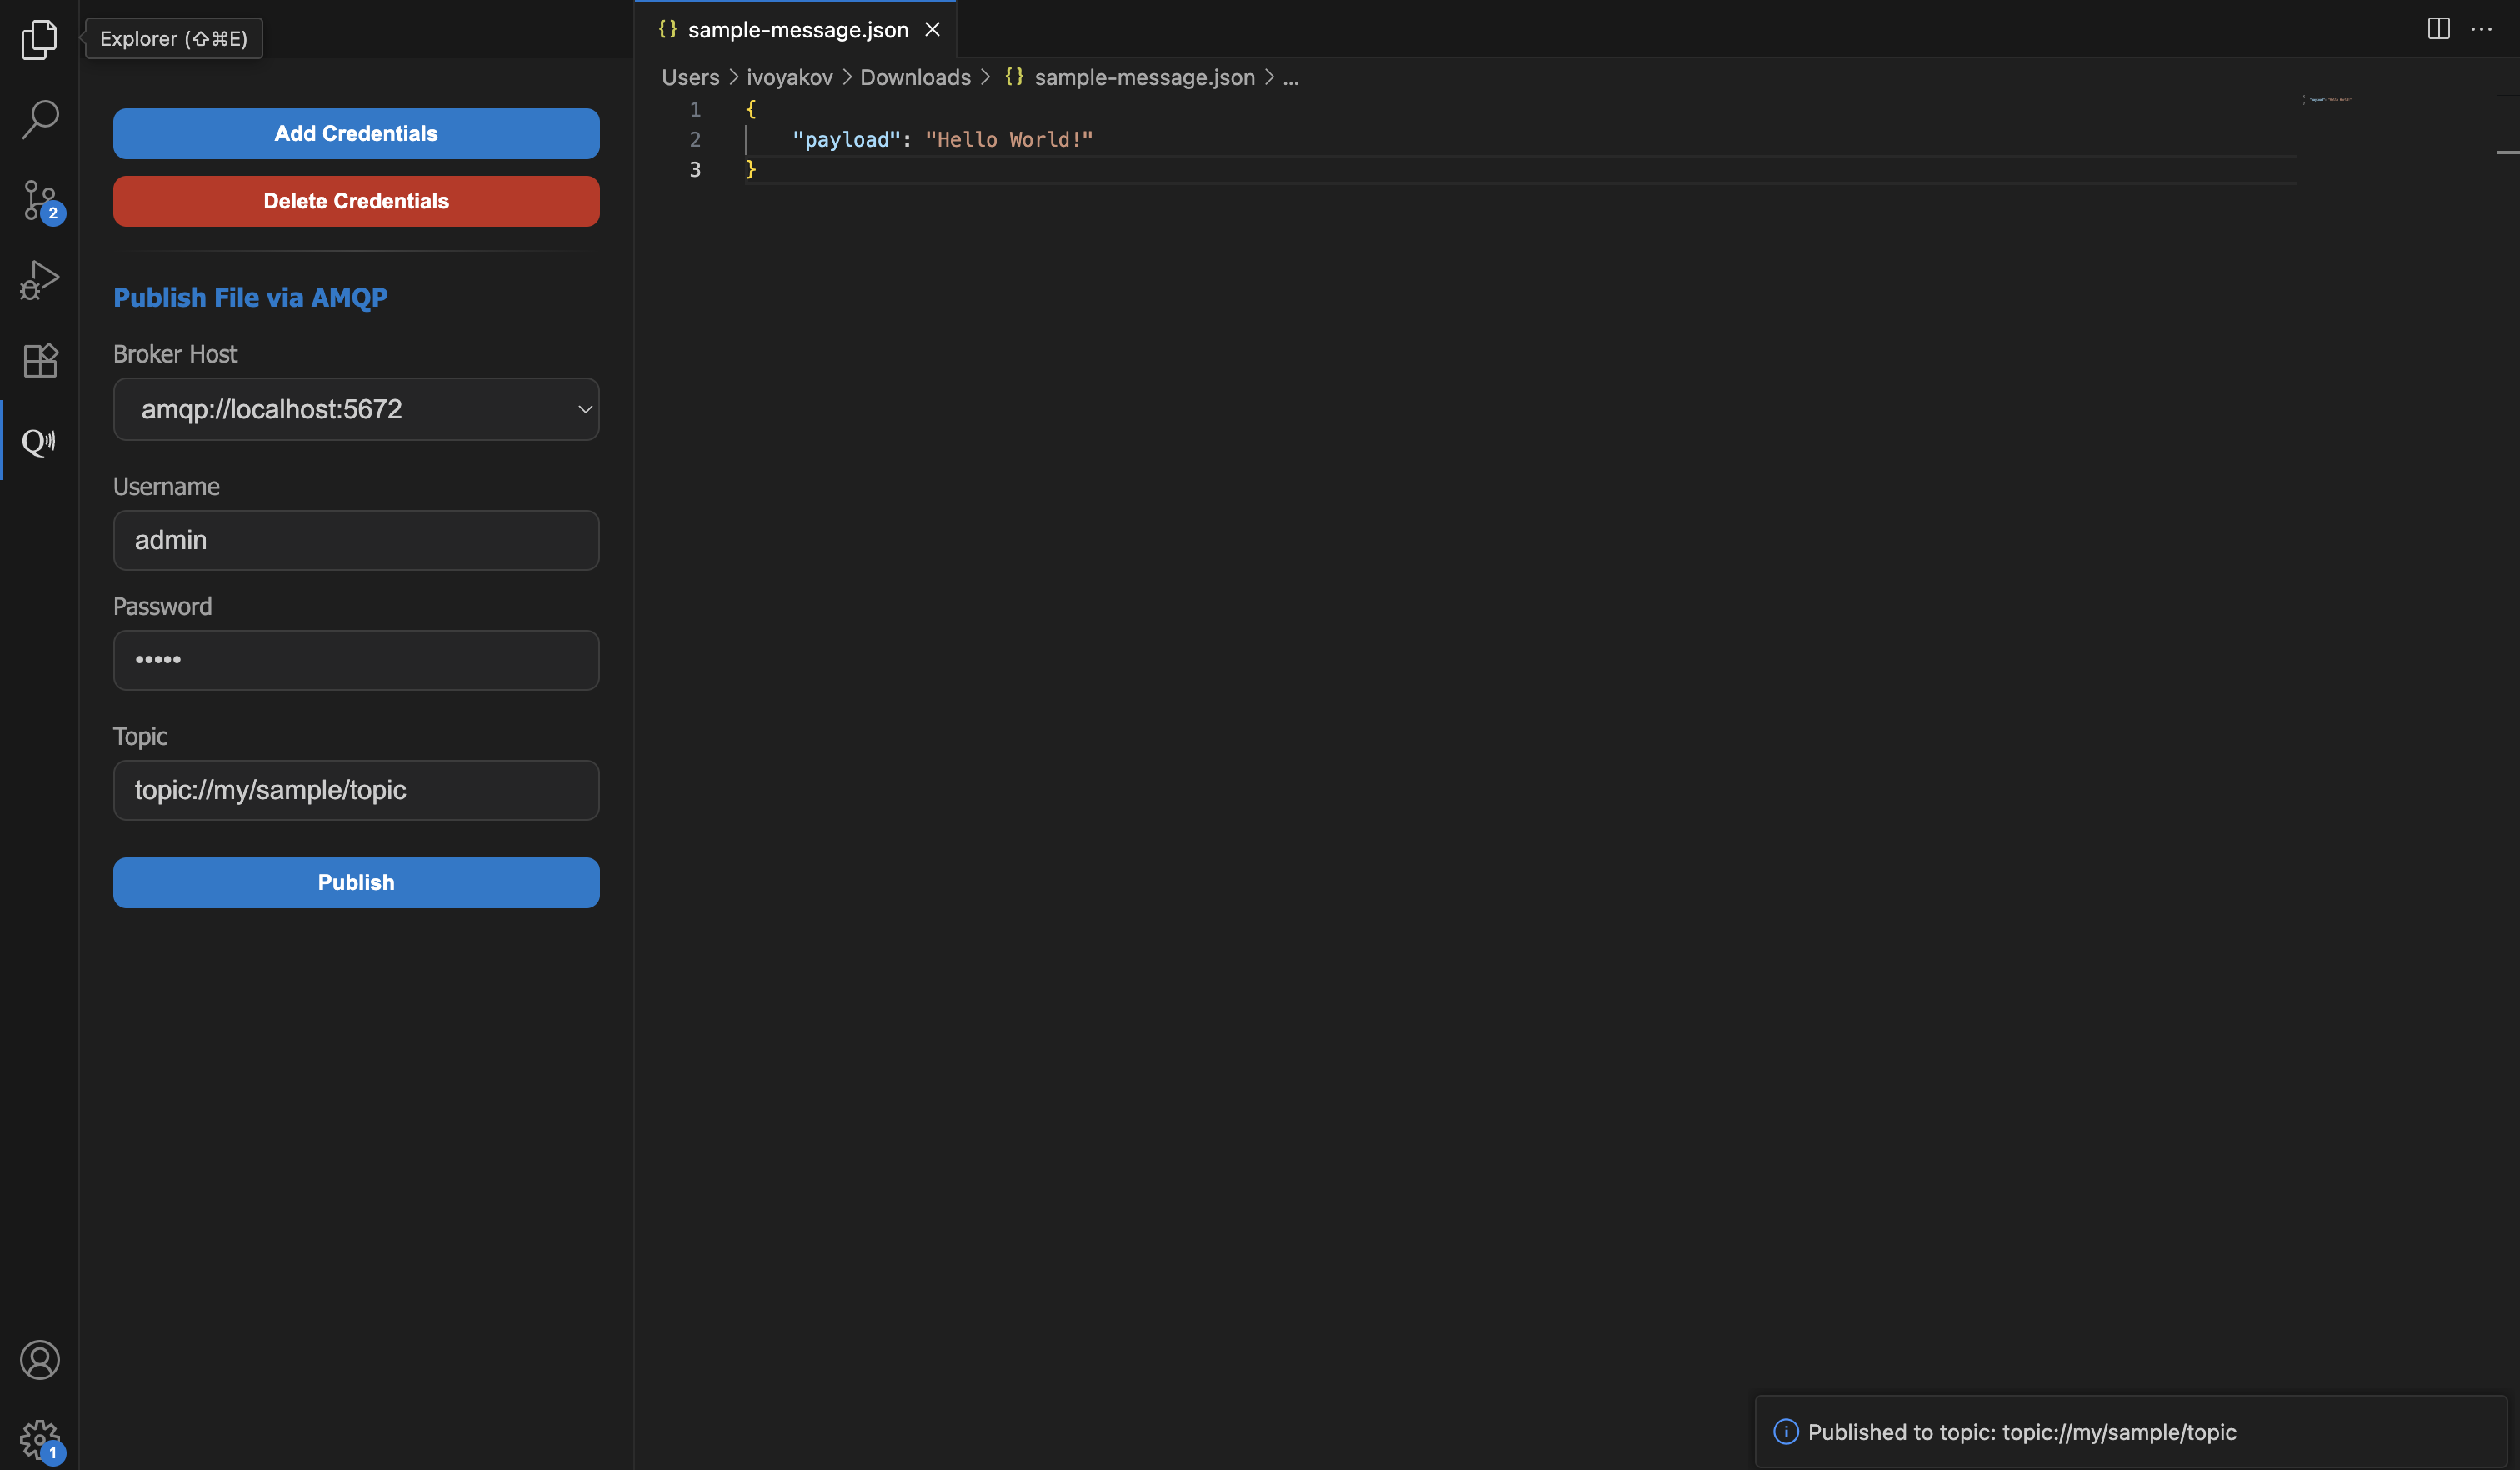 Explorer (⇧⌘E)
2
Q
1
Add Credentials
Delete Credentials
Publish File via AMQP
Broker Host
amqp://localhost:5672
Username
admin
Password
•••••
Topic
topic://my/sample/topic
Publish
{} sample-message.json
Users > ivoyakov > Downloads > {} sample-message.json > ...
1 {
2 "payload": "Hello World!"
3 }
Published to topic: topic://my/sample/topic